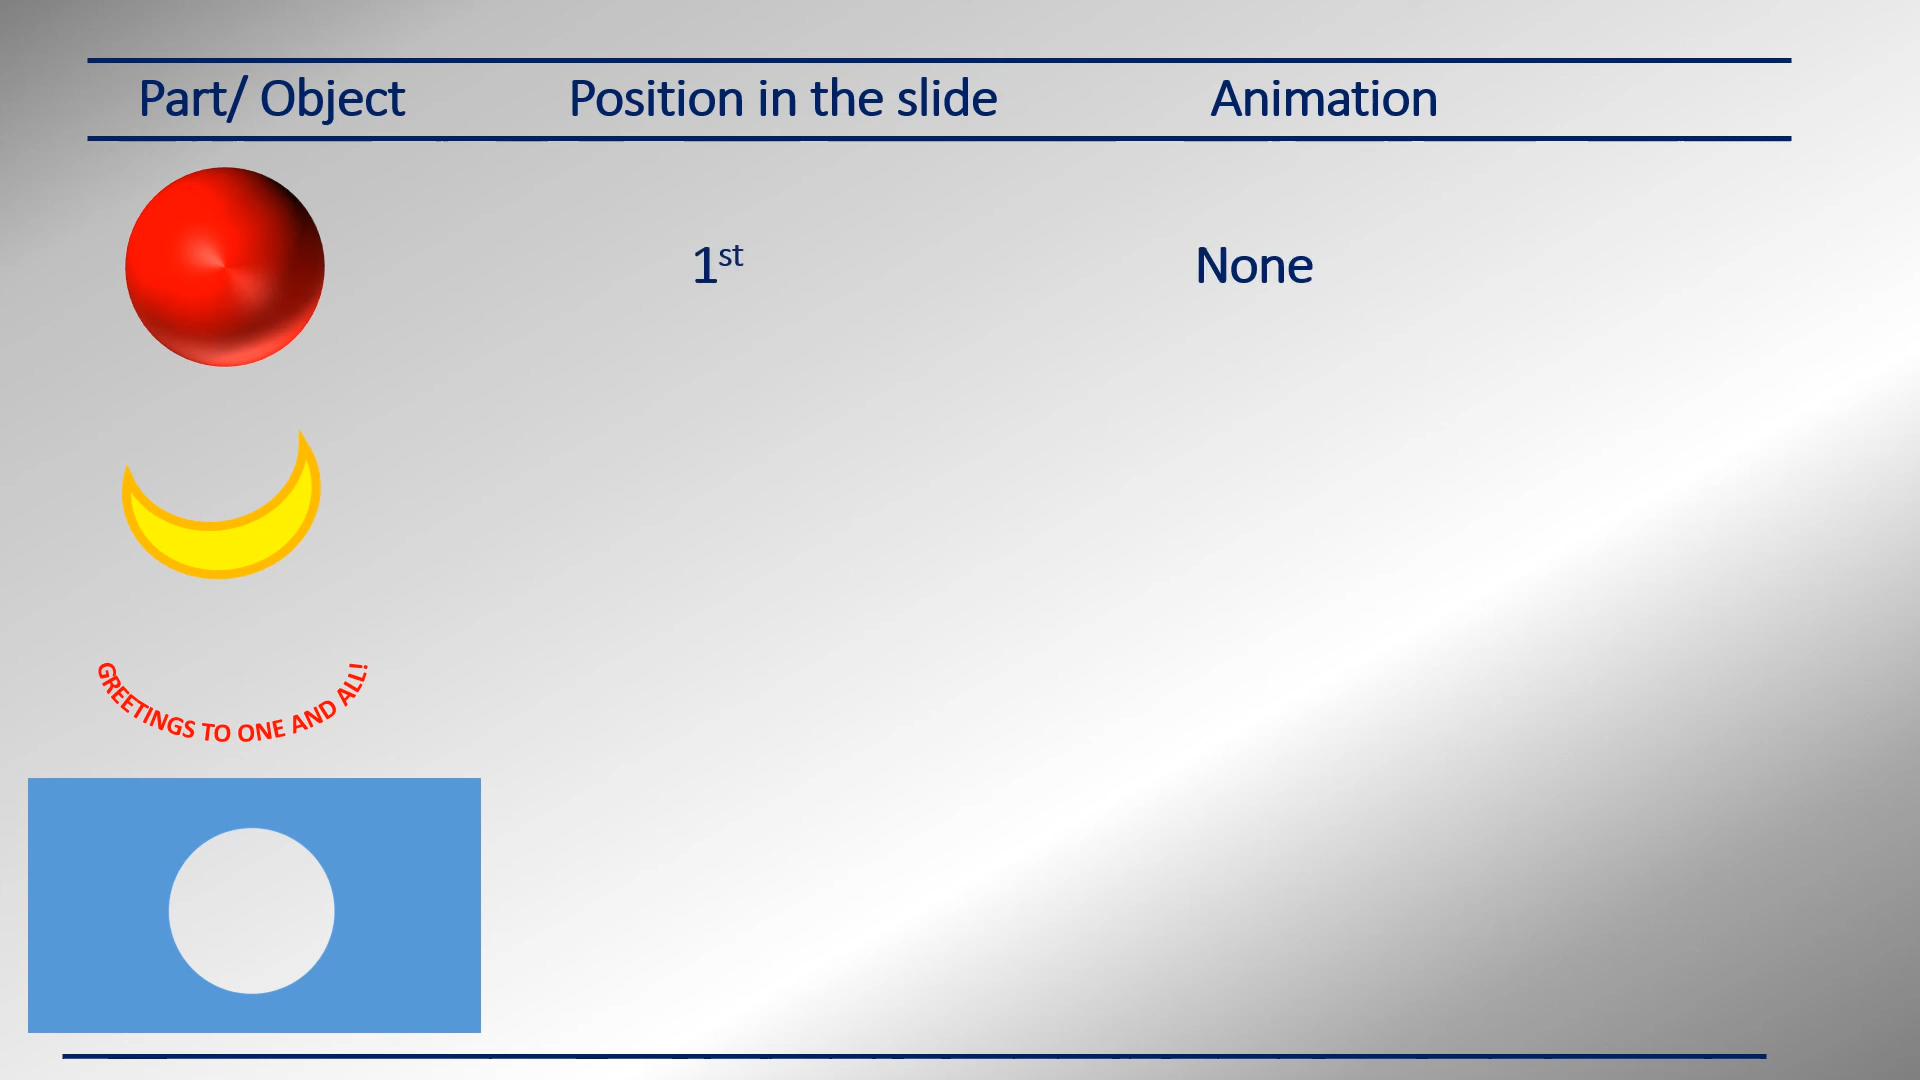 Part/ Object Position in the slide Animation
1st None
GREETINGS TO ONE AND ALL!